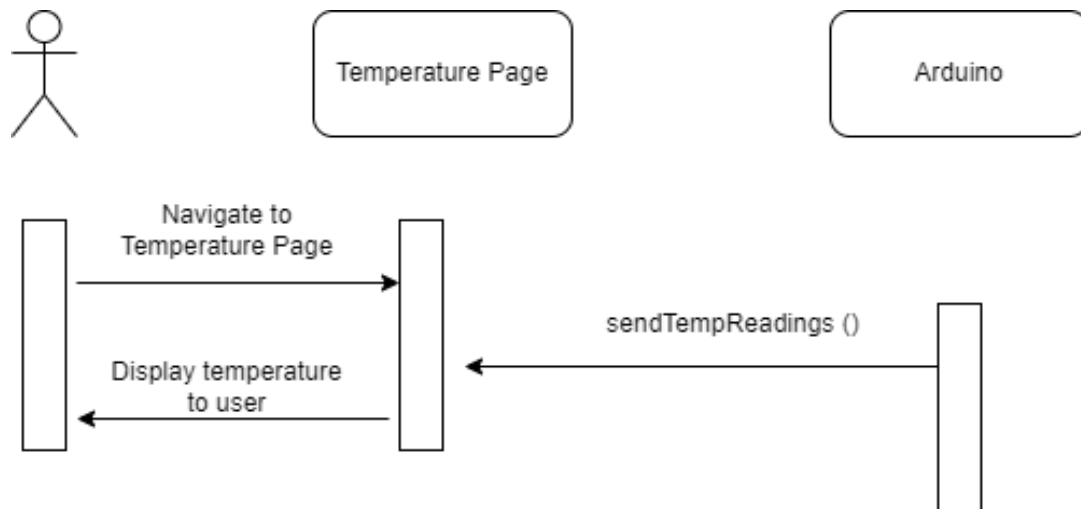 Temperature Page
Arduino
Navigate to
Temperature Page
sendTempReadings ()
Display temperature
to user